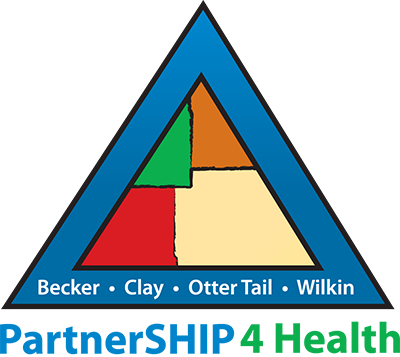 Becker • Clay • Otter Tail • Wilkin
PartnerSHIP 4 Health